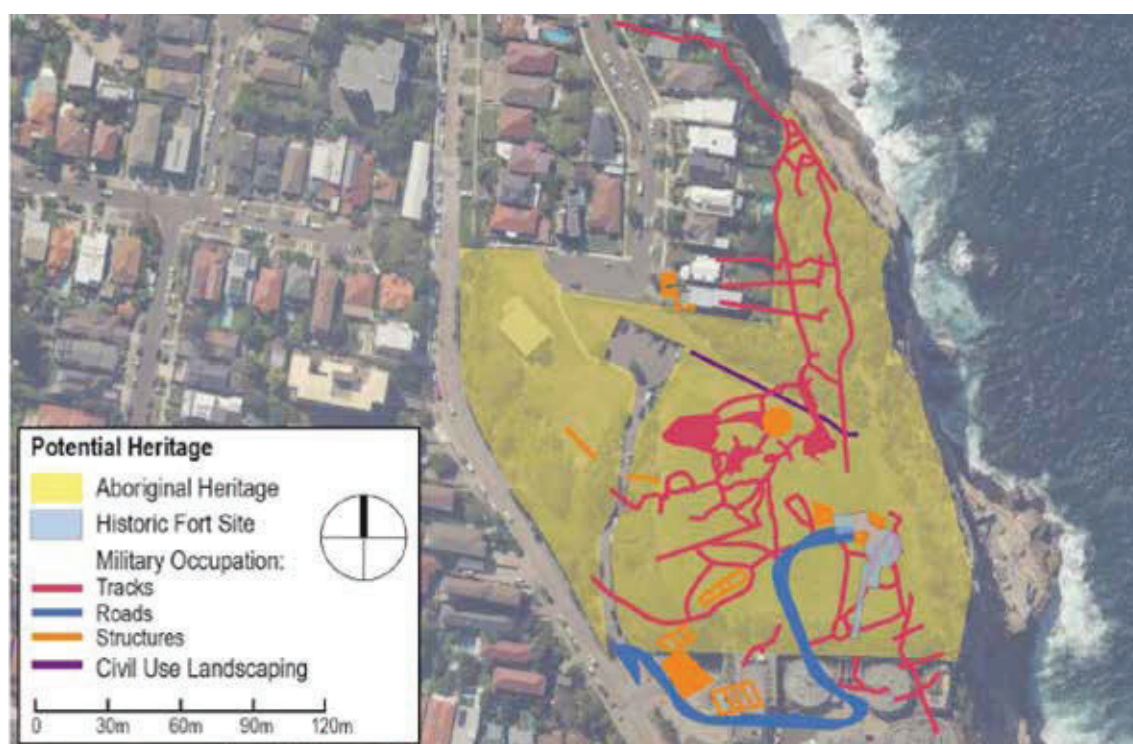 Potential Heritage
Aboriginal Heritage
Historic Fort Site
Military Occupation:
Tracks
Roads
Structures
Civil Use Landscaping
0 30m 60m 90m 120m